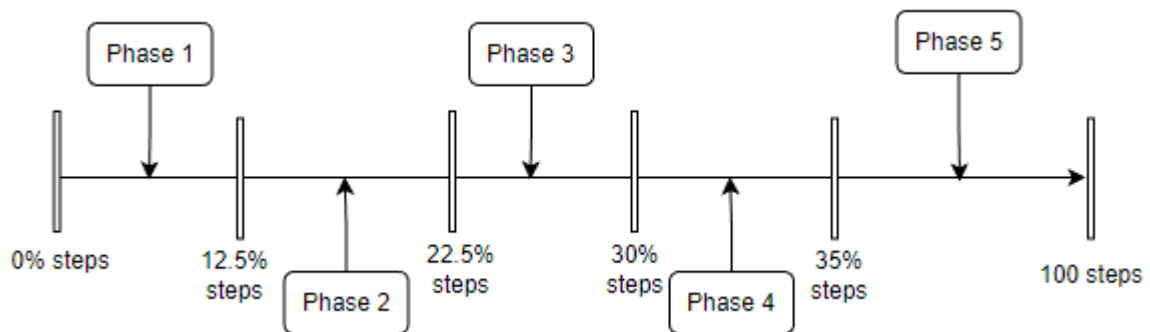 Phase 1
Phase 3
Phase 5
0% steps
12.5%
steps
Phase 2
22.5%
steps
30%
steps
Phase 4
35%
steps
100 steps